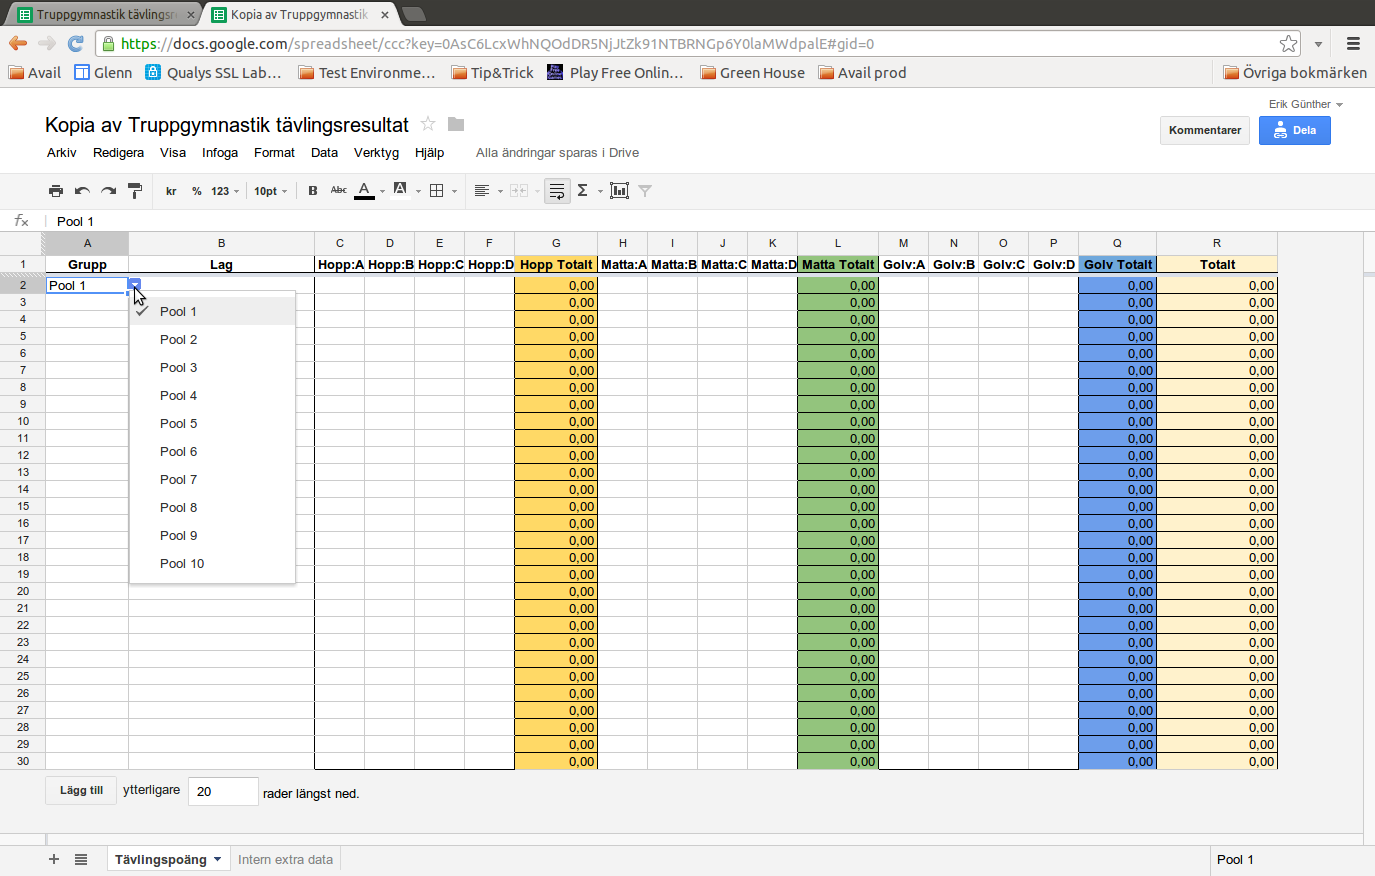 Truppgymnastik tävlingsr
Kopia av Truppgymnastik
https://docs.google.com/spreadsheet/ccc?key=0AsC6LcxWhNQOdDR5NjJtZk91NTBRNGp6Y0laMWdpalE#gid=0
Avail Glenn Qualys SSL Lab... Test Environme... Tip&Trick Play Free Onlin... Green House Avail prod Övriga bokmärken
Erik Günther
Kopia av Truppgymnastik tävlingsresultat
Kommentarer Dela
Arkiv Redigera Visa Infoga Format Data Verktyg Hjälp Alla ändringar sparas i Drive
kr % 123 10pt B Abc A A Σ
fx Pool 1
A B C D E F G H I J K L M N O P Q R
1 Grupp Lag Hopp:A Hopp:B Hopp:C Hopp:D Hopp Totalt Matta:A Matta:B Matta:C Matta:D Matta Totalt Golv:A Golv:B Golv:C Golv:D Golv Totalt Totalt
2 Pool 1 0,00 0,00 0,00 0,00
3 0,00 0,00 0,00 0,00
4 0,00 0,00 0,00 0,00
5 0,00 0,00 0,00 0,00
6 0,00 0,00 0,00 0,00
7 0,00 0,00 0,00 0,00
8 0,00 0,00 0,00 0,00
9 0,00 0,00 0,00 0,00
10 0,00 0,00 0,00 0,00
11 0,00 0,00 0,00 0,00
12 0,00 0,00 0,00 0,00
13 0,00 0,00 0,00 0,00
14 0,00 0,00 0,00 0,00
15 0,00 0,00 0,00 0,00
16 0,00 0,00 0,00 0,00
17 0,00 0,00 0,00 0,00
18 0,00 0,00 0,00 0,00
19 0,00 0,00 0,00 0,00
20 0,00 0,00 0,00 0,00
21 0,00 0,00 0,00 0,00
22 0,00 0,00 0,00 0,00
23 0,00 0,00 0,00 0,00
24 0,00 0,00 0,00 0,00
25 0,00 0,00 0,00 0,00
26 0,00 0,00 0,00 0,00
27 0,00 0,00 0,00 0,00
28 0,00 0,00 0,00 0,00
29 0,00 0,00 0,00 0,00
30 0,00 0,00 0,00 0,00
Pool 1
Pool 2
Pool 3
Pool 4
Pool 5
Pool 6
Pool 7
Pool 8
Pool 9
Pool 10
Lägg till ytterligare 20 rader längst ned.
Tävlingspoäng Intern extra data Pool 1